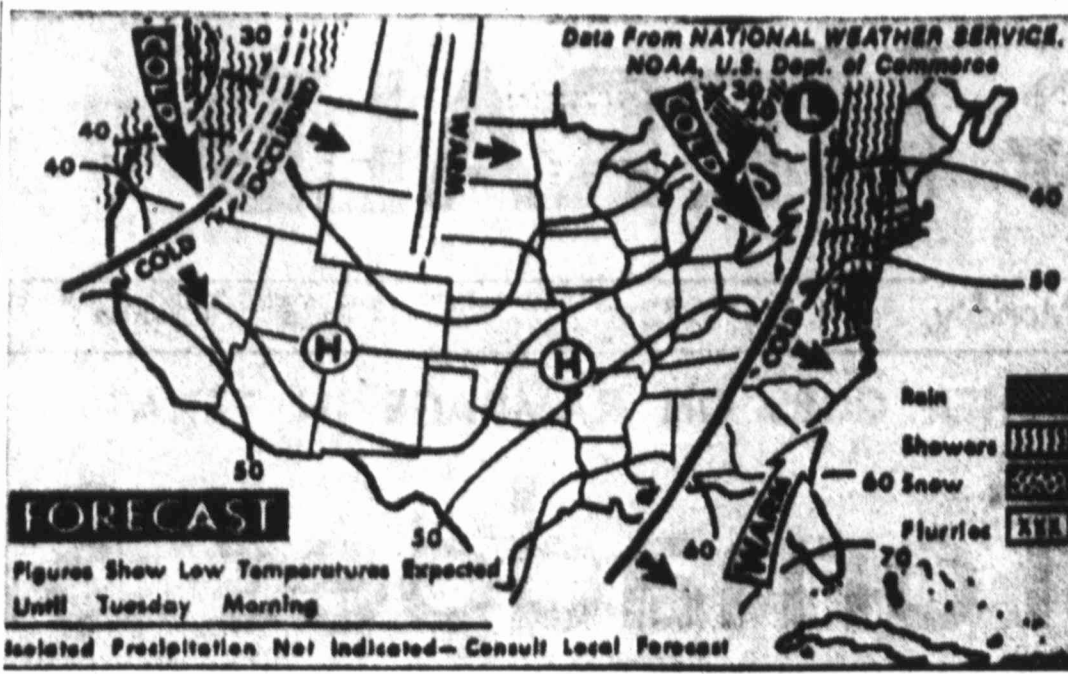 Data From NATIONAL WEATHER SERVICE,
NOAA, U.S. Dept. of Commerce
30
COLD
30
COLD
L
OCCLUDED
WARM
40
40
40
COLD
50
COLD
H
H
Rain
Showers
50
60 Snow
WARM
FORECAST
Flurries
50
60
70
Figures Show Low Temperatures Expected
Until Tuesday Morning
Isolated Precipitation Not Indicated— Consult Local Forecast